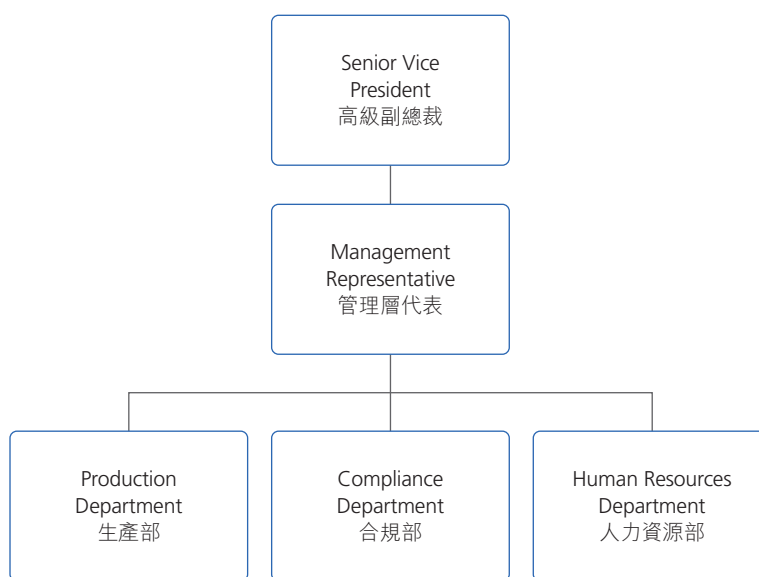 Senior Vice
President
高級副總裁
Management
Representative
管理層代表
Production
Department
生產部
Compliance
Department
合規部
Human Resources
Department
人力資源部